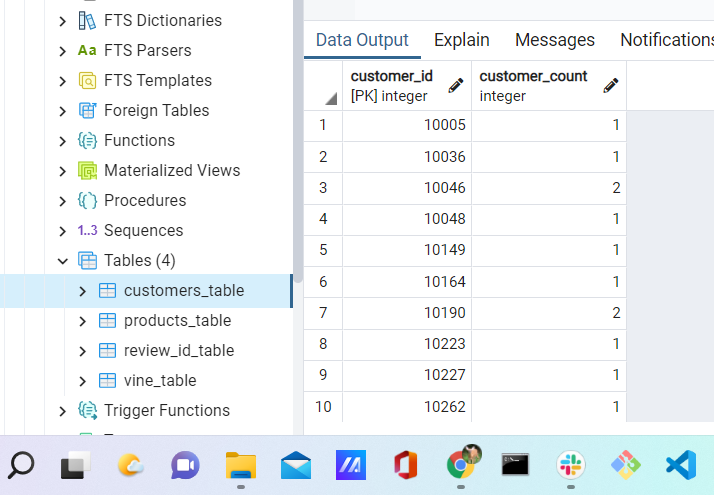 FTS Dictionaries
Aa FTS Parsers
FTS Templates
Foreign Tables
Functions
Materialized Views
Procedures
1..3 Sequences
Tables (4)
customers_table
products_table
review_id_table
vine_table
Trigger Functions
Data Output Explain Messages Notifications
customer_id customer_count
[PK] integer integer
1 10005 1
2 10036 1
3 10046 2
4 10048 1
5 10149 1
6 10164 1
7 10190 2
8 10223 1
9 10227 1
10 10262 1